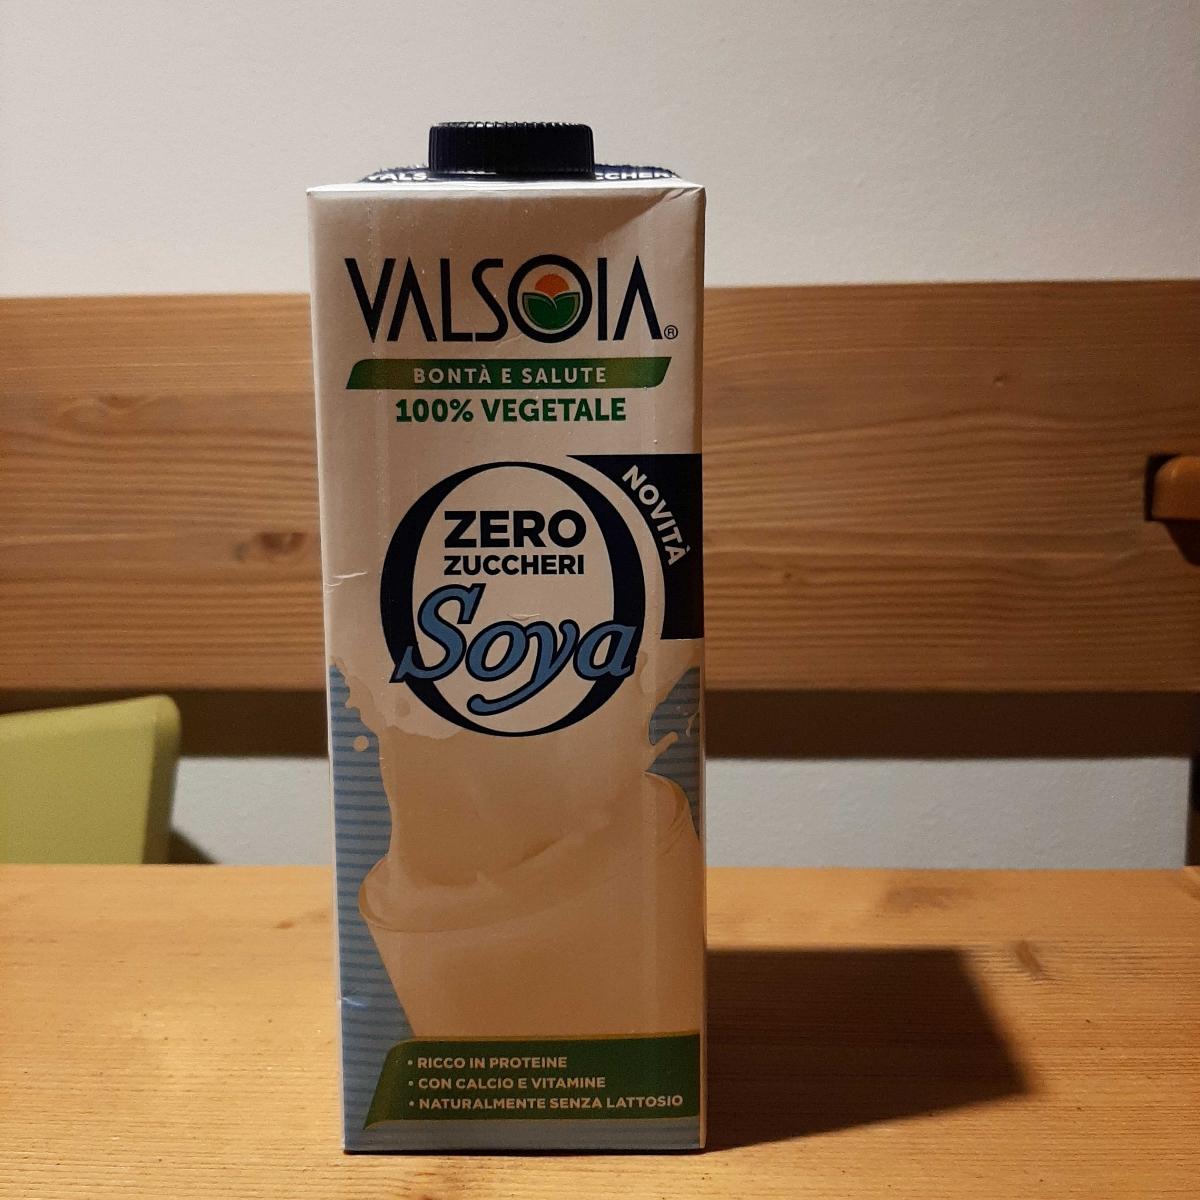 VALSOIA®
BONTÀ E SALUTE
100% VEGETALE
NOVITÀ
ZERO
ZUCCHERI
Soya
• RICCO IN PROTEINE
• CON CALCIO E VITAMINE
• NATURALMENTE SENZA LATTOSIO